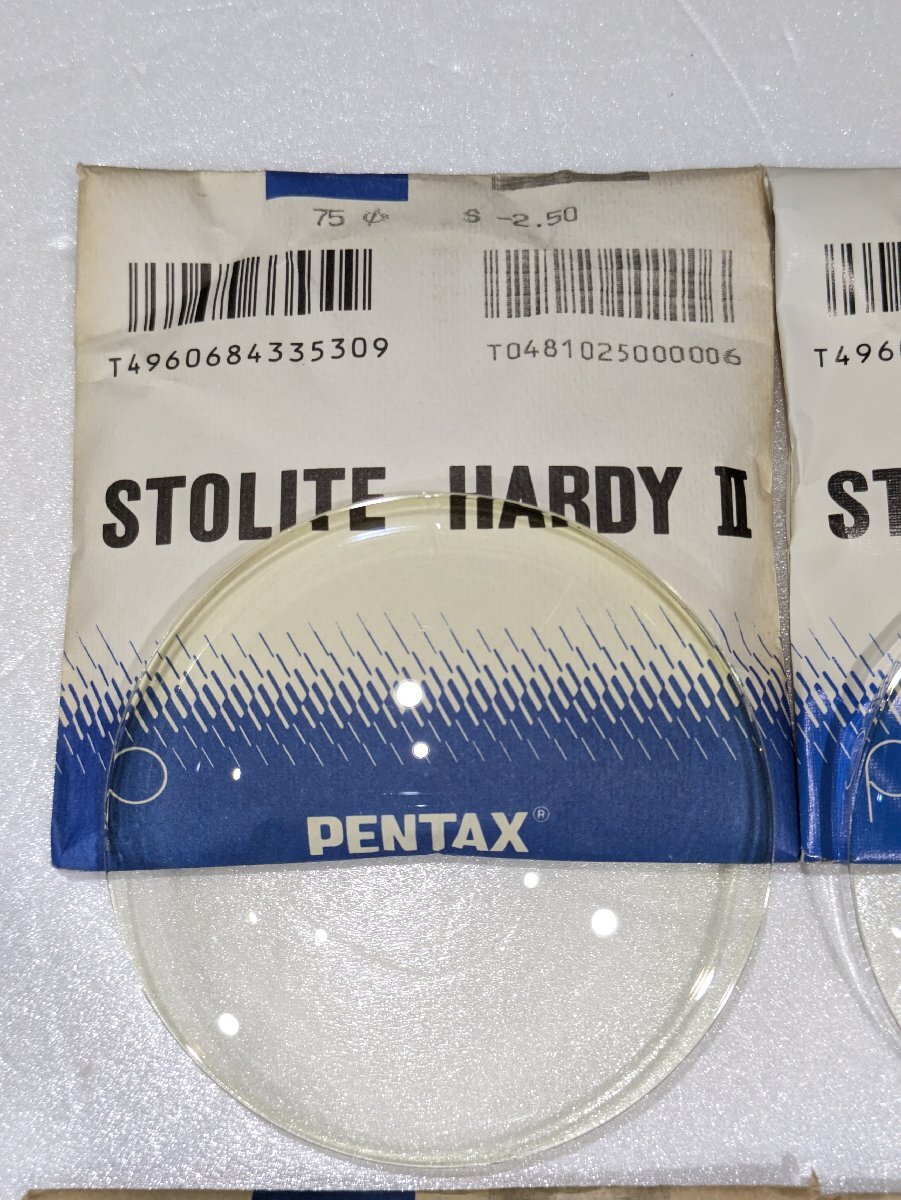 75 ₵ S -2.50
T4960684335309 T0481025000006 T496
STOLITE HARDY II ST
PENTAX®